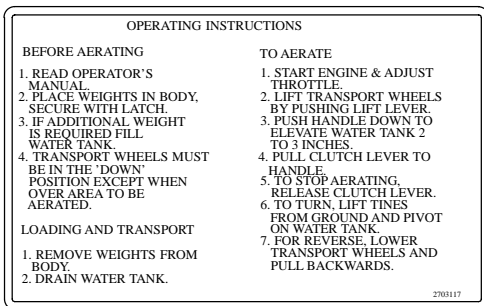 OPERATING INSTRUCTIONS
BEFORE AERATING
1. READ OPERATOR'S
MANUAL.
2. PLACE WEIGHTS IN BODY,
SECURE WITH LATCH.
3. IF ADDITIONAL WEIGHT
IS REQUIRED FILL
WATER TANK.
4. TRANSPORT WHEELS MUST
BE IN THE 'DOWN'
POSITION EXCEPT WHEN
OVER AREA TO BE
AERATED.
LOADING AND TRANSPORT
1. REMOVE WEIGHTS FROM
BODY.
2. DRAIN WATER TANK.
TO AERATE
1. START ENGINE & ADJUST
THROTTLE.
2. LIFT TRANSPORT WHEELS
BY PUSHING LIFT LEVER.
3. PUSH HANDLE DOWN TO
ELEVATE WATER TANK 2
TO 3 INCHES.
4. PULL CLUTCH LEVER TO
HANDLE.
5. TO STOP AERATING,
RELEASE CLUTCH LEVER.
6. TO TURN, LIFT TINES
FROM GROUND AND PIVOT
ON WATER TANK.
7. FOR REVERSE, LOWER
TRANSPORT WHEELS AND
PULL BACKWARDS.
2703117